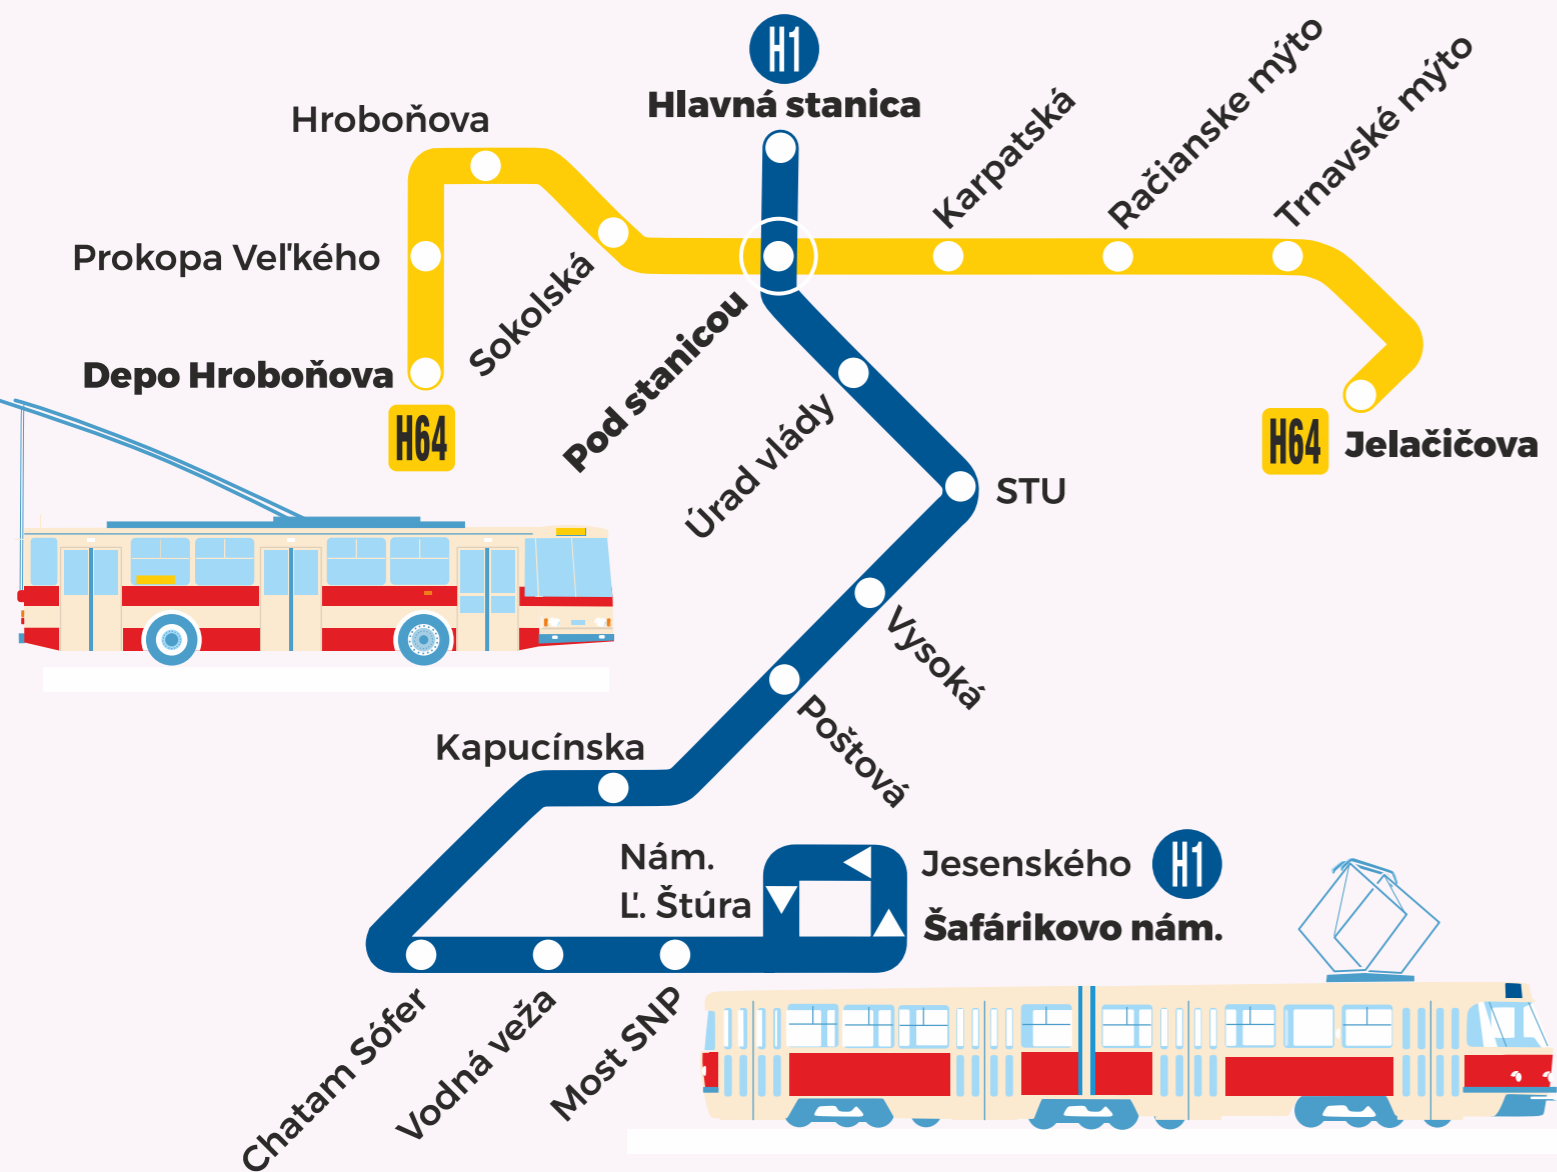 H1
Hlavná stanica
Hroboňova
Karpatská
Račianske mýto
Trnavské mýto
Prokopa Veľkého
Sokolská
Pod stanicou
Depo Hroboňova
H64
H64
Jelačičova
Úrad vlády
STU
Vysoká
Poštová
Kapucínska
Nám.
Ľ. Štúra
Jesenského
H1
Šafárikovo nám.
Chatam Sófer
Vodná veža
Most SNP